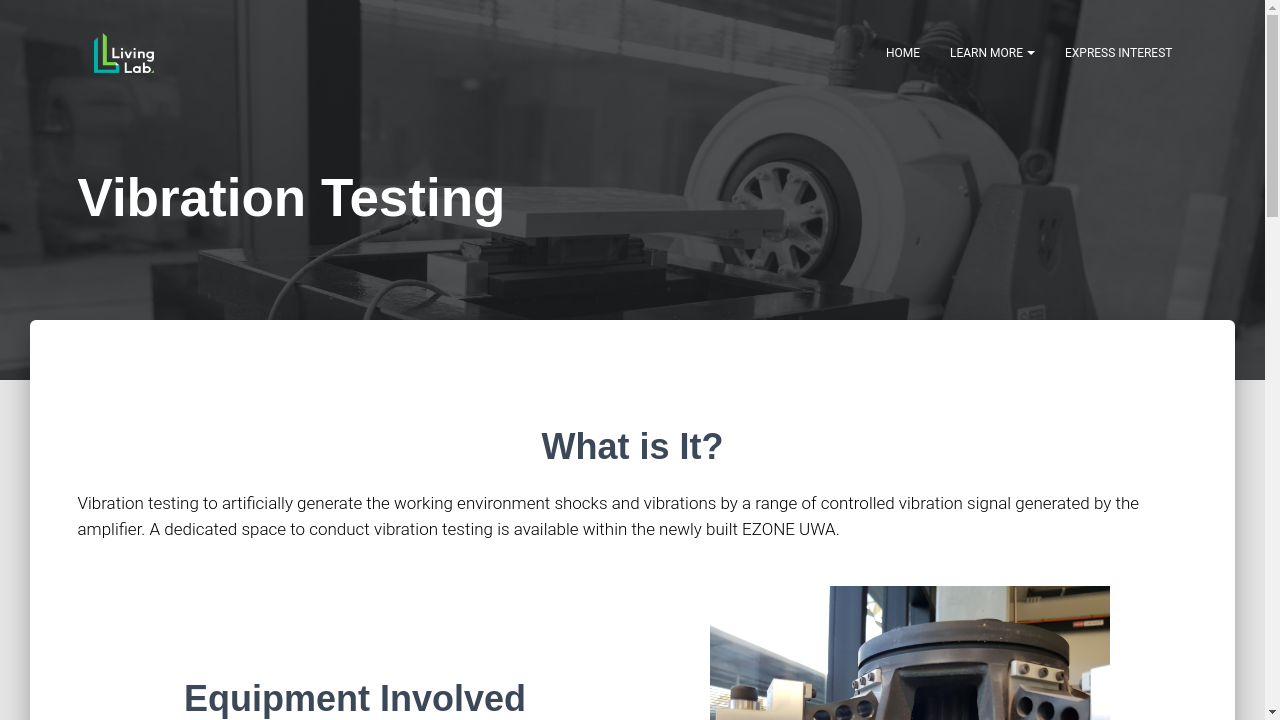 Living
Lab.
HOME
LEARN MORE
EXPRESS INTEREST
Vibration Testing
What is It?
Vibration testing to artificially generate the working environment shocks and vibrations by a range of controlled vibration signal generated by the
amplifier. A dedicated space to conduct vibration testing is available within the newly built EZONE UWA.
Equipment Involved